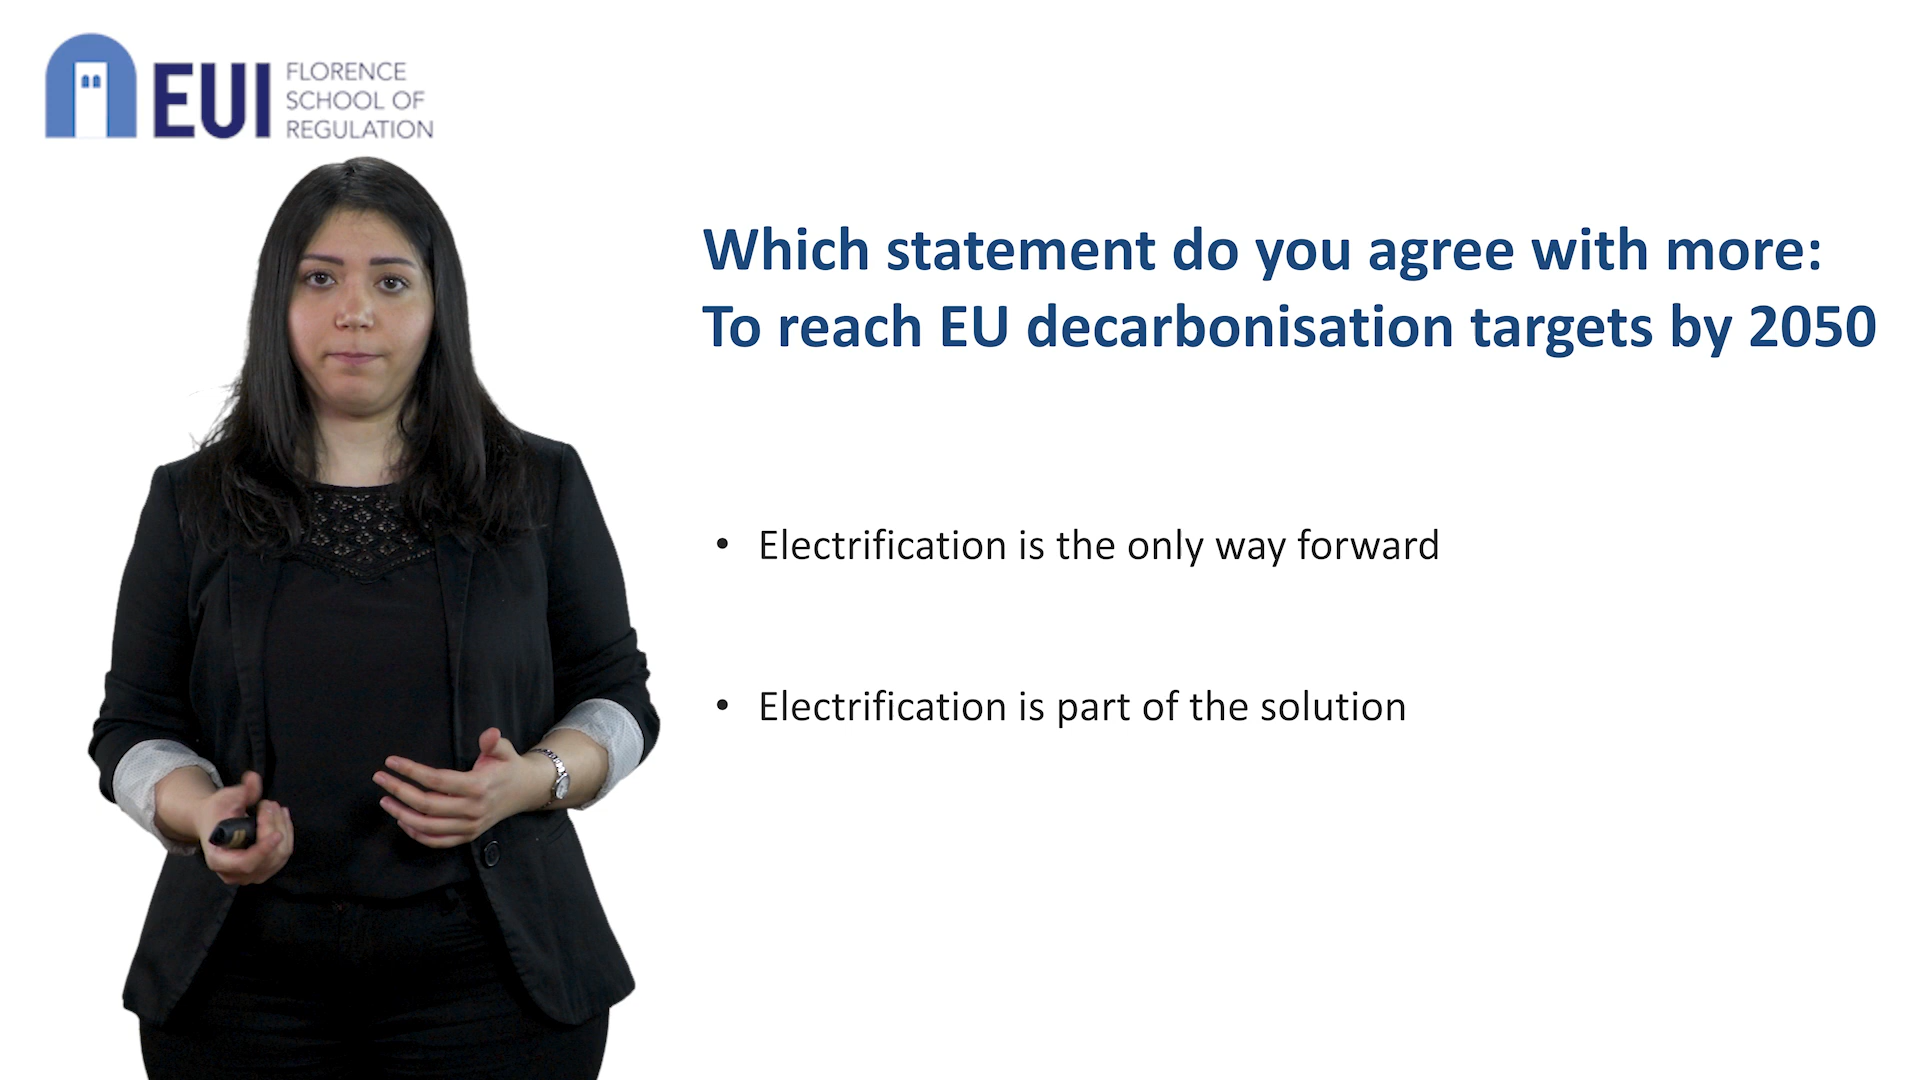 EUI
FLORENCE
SCHOOL OF
REGULATION
Which statement do you agree with more:
To reach EU decarbonisation targets by 2050
• Electrification is the only way forward
• Electrification is part of the solution